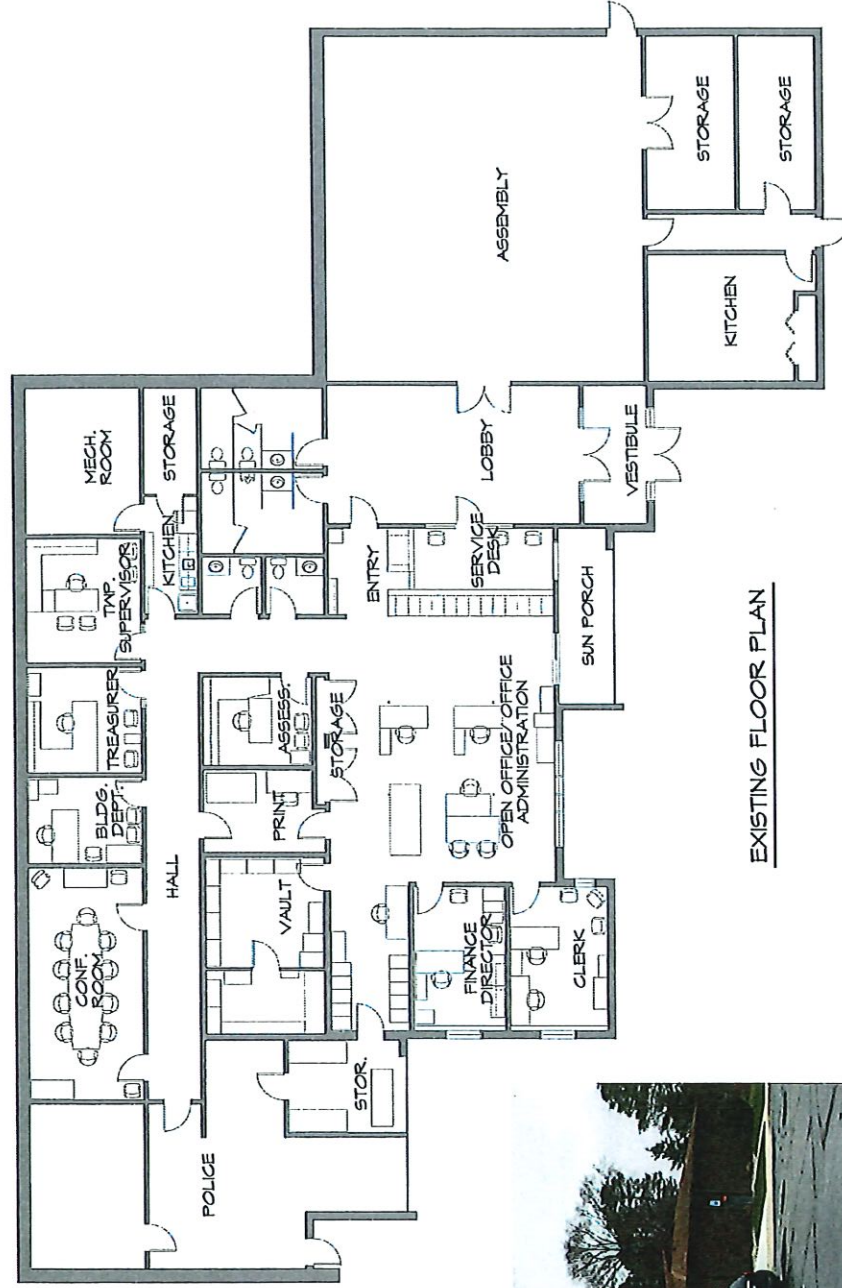 CONF.
ROOM
BLDG.
DEPT.
TREASURER
TWP.
SUPERVISOR
MECH.
ROOM
HALL
KITCHEN
STORAGE
POLICE
VAULT
PRINT
ASSESS.
STORAGE
STOR.
ENTRY
FINANCE
DIRECTOR
OPEN OFFICE/OFFICE
ADMINISTRATION
SERVICE
DESK
LOBBY
ASSEMBLY
CLERK
SUN PORCH
VESTIBULE
KITCHEN
STORAGE
STORAGE
EXISTING FLOOR PLAN